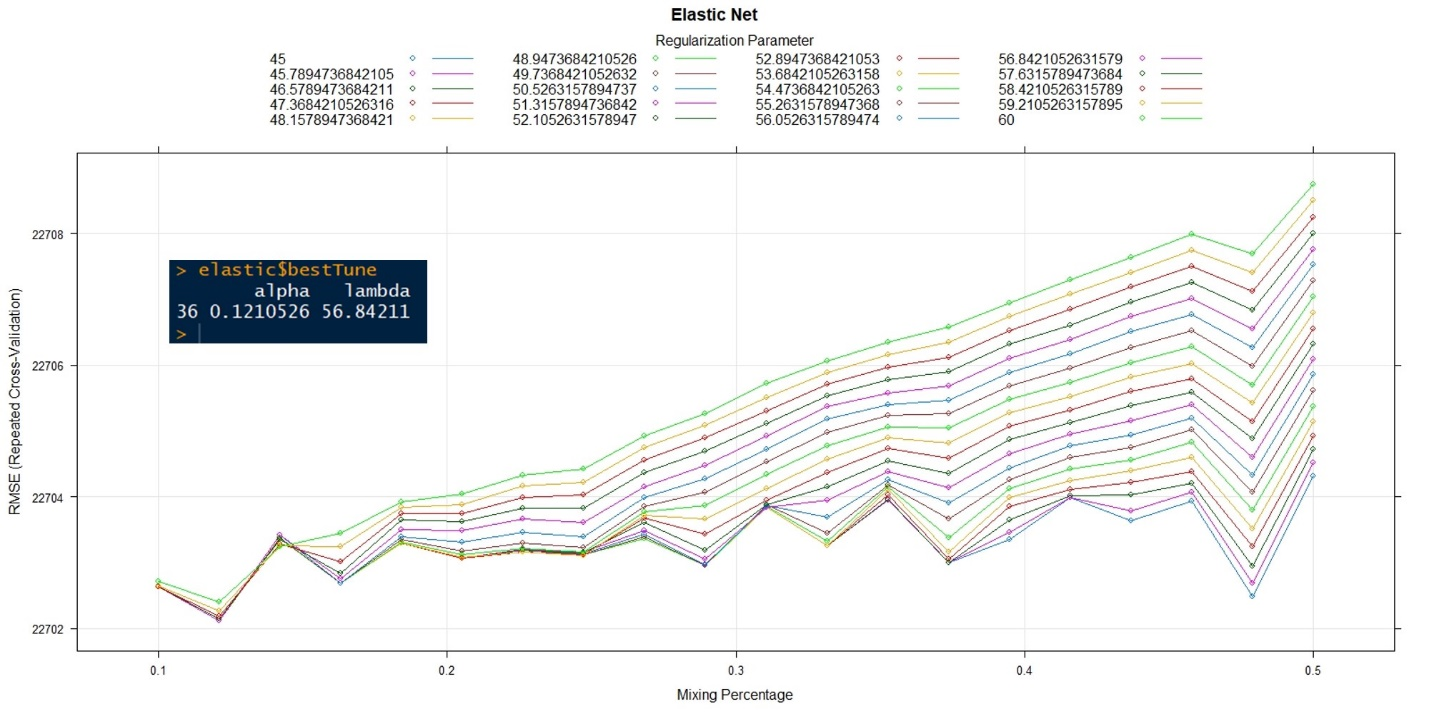 Elastic Net
Regularization Parameter
45 48.9473684210526 52.8947368421053 56.8421052631579
45.7894736842105 49.7368421052632 53.6842105263158 57.6315789473684
46.5789473684211 50.5263157894737 54.4736842105263 58.4210526315789
47.3684210526316 51.3157894736842 55.2631578947368 59.2105263157895
48.1578947368421 52.1052631578947 56.0526315789474 60
22708
> elastic$bestTune
alpha lambda
36 0.1210526 56.84211
>
22706
RMSE (Repeated Cross-Validation)
22704
22702
0.1 0.2 0.3 0.4 0.5
Mixing Percentage